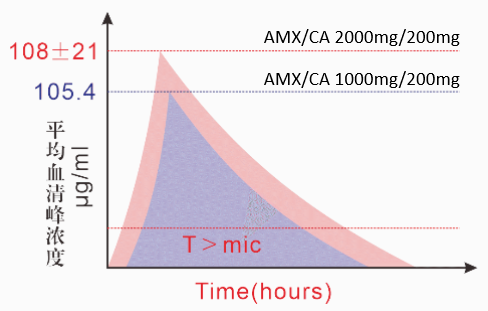 AMX/CA 2000mg/200mg
108±21
AMX/CA 1000mg/200mg
105.4
平均血清峰浓度
μg/ml
T>mic
Time(hours)